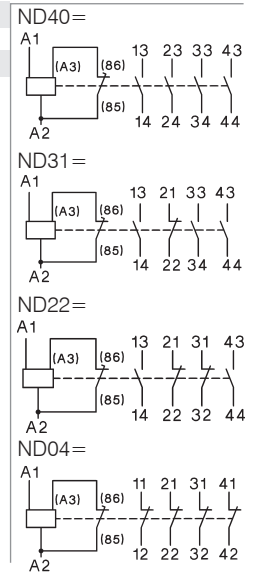 ND40=
A1
13 23 33 43
(A3) (86)
(85)
14 24 34 44
A2
ND31=
A1
13 21 33 43
(A3) (86)
(85)
14 22 34 44
A2
ND22=
A1
13 21 31 43
(A3) (86)
(85)
14 22 32 44
A2
ND04=
A1
11 21 31 41
(A3) (86)
(85)
12 22 32 42
A2